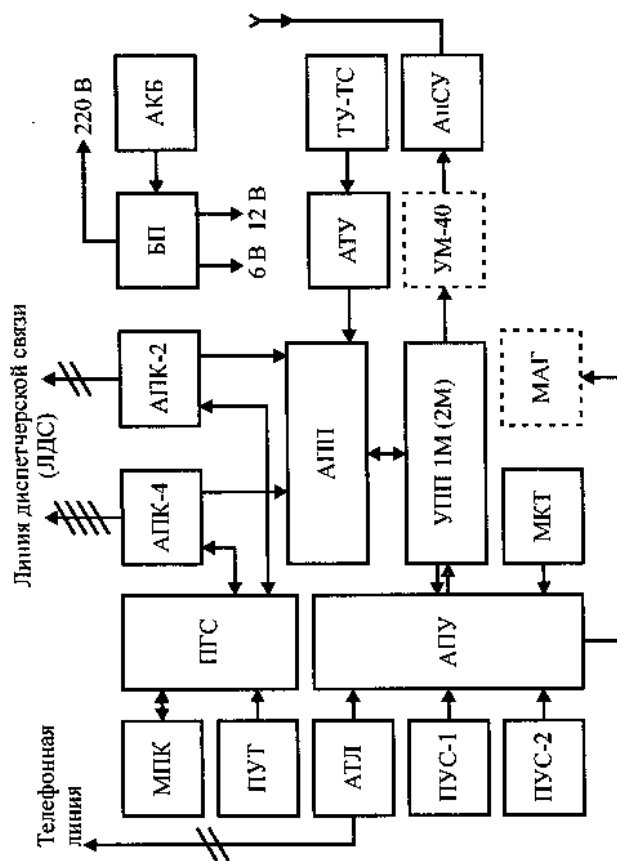 Телефонная
линия
Линия диспетчерской связи
(ЛДС)
220 В
МПК
ПУТ
АТЛ
ПУС-1
ПУС-2
ПГС
АПУ
АПК-4
АПК-2
АПП
УПП 1М (2М)
МКТ
МАГ
БП
АКБ
6 В
12 В
АТУ
ТУ-ТС
УМ-40
АнСУ